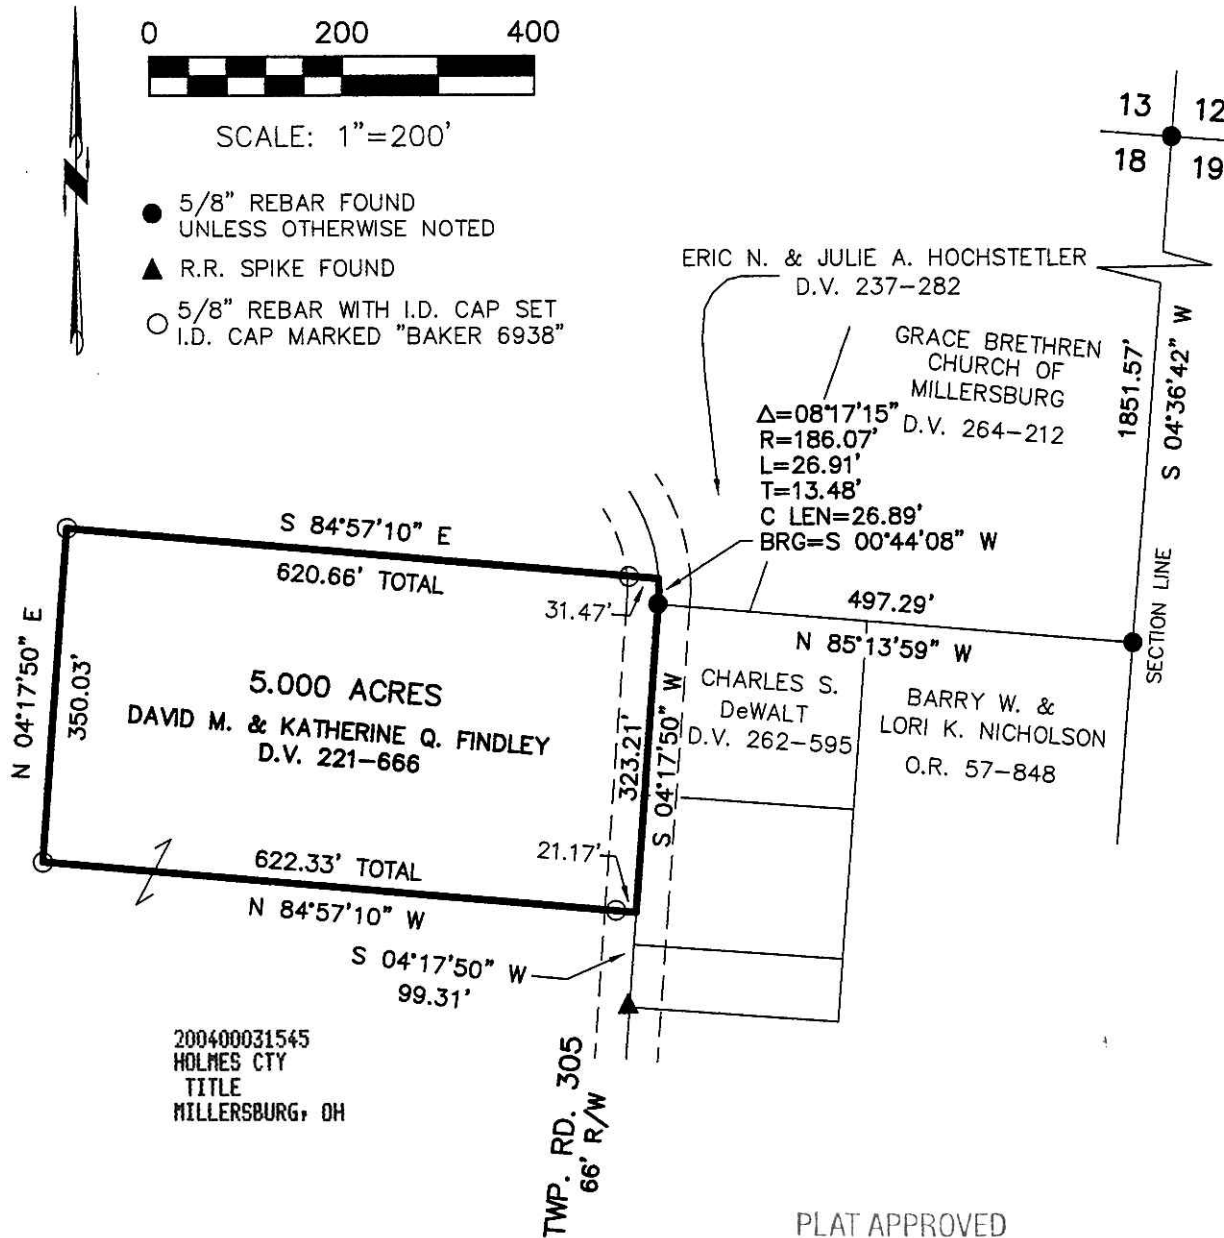 0 200 400
SCALE: 1"=200'
5/8" REBAR FOUND
UNLESS OTHERWISE NOTED
R.R. SPIKE FOUND
5/8" REBAR WITH I.D. CAP SET
I.D. CAP MARKED "BAKER 6938"
13 12
18 19
ERIC N. & JULIE A. HOCHSTETLER
D.V. 237-282
GRACE BRETHREN
CHURCH OF
MILLERSBURG
D.V. 264-212
1851.57'
S 04°36'42" W
Δ=08°17'15"
R=186.07'
L=26.91'
T=13.48'
C LEN=26.89'
BRG=S 00°44'08" W
S 84°57'10" E
620.66' TOTAL
31.47'
497.29'
N 85°13'59" W
SECTION LINE
N 04°17'50" E
350.03'
5.000 ACRES
DAVID M. & KATHERINE Q. FINDLEY
D.V. 221-666
323.21'
S 04°17'50" W
CHARLES S.
DeWALT
D.V. 262-595
BARRY W. &
LORI K. NICHOLSON
O.R. 57-848
21.17'
622.33' TOTAL
N 84°57'10" W
S 04°17'50" W
99.31'
200400031545
HOLMES CTY
TITLE
MILLERSBURG, OH
TWP. RD. 305
66' R/W
PLAT APPROVED